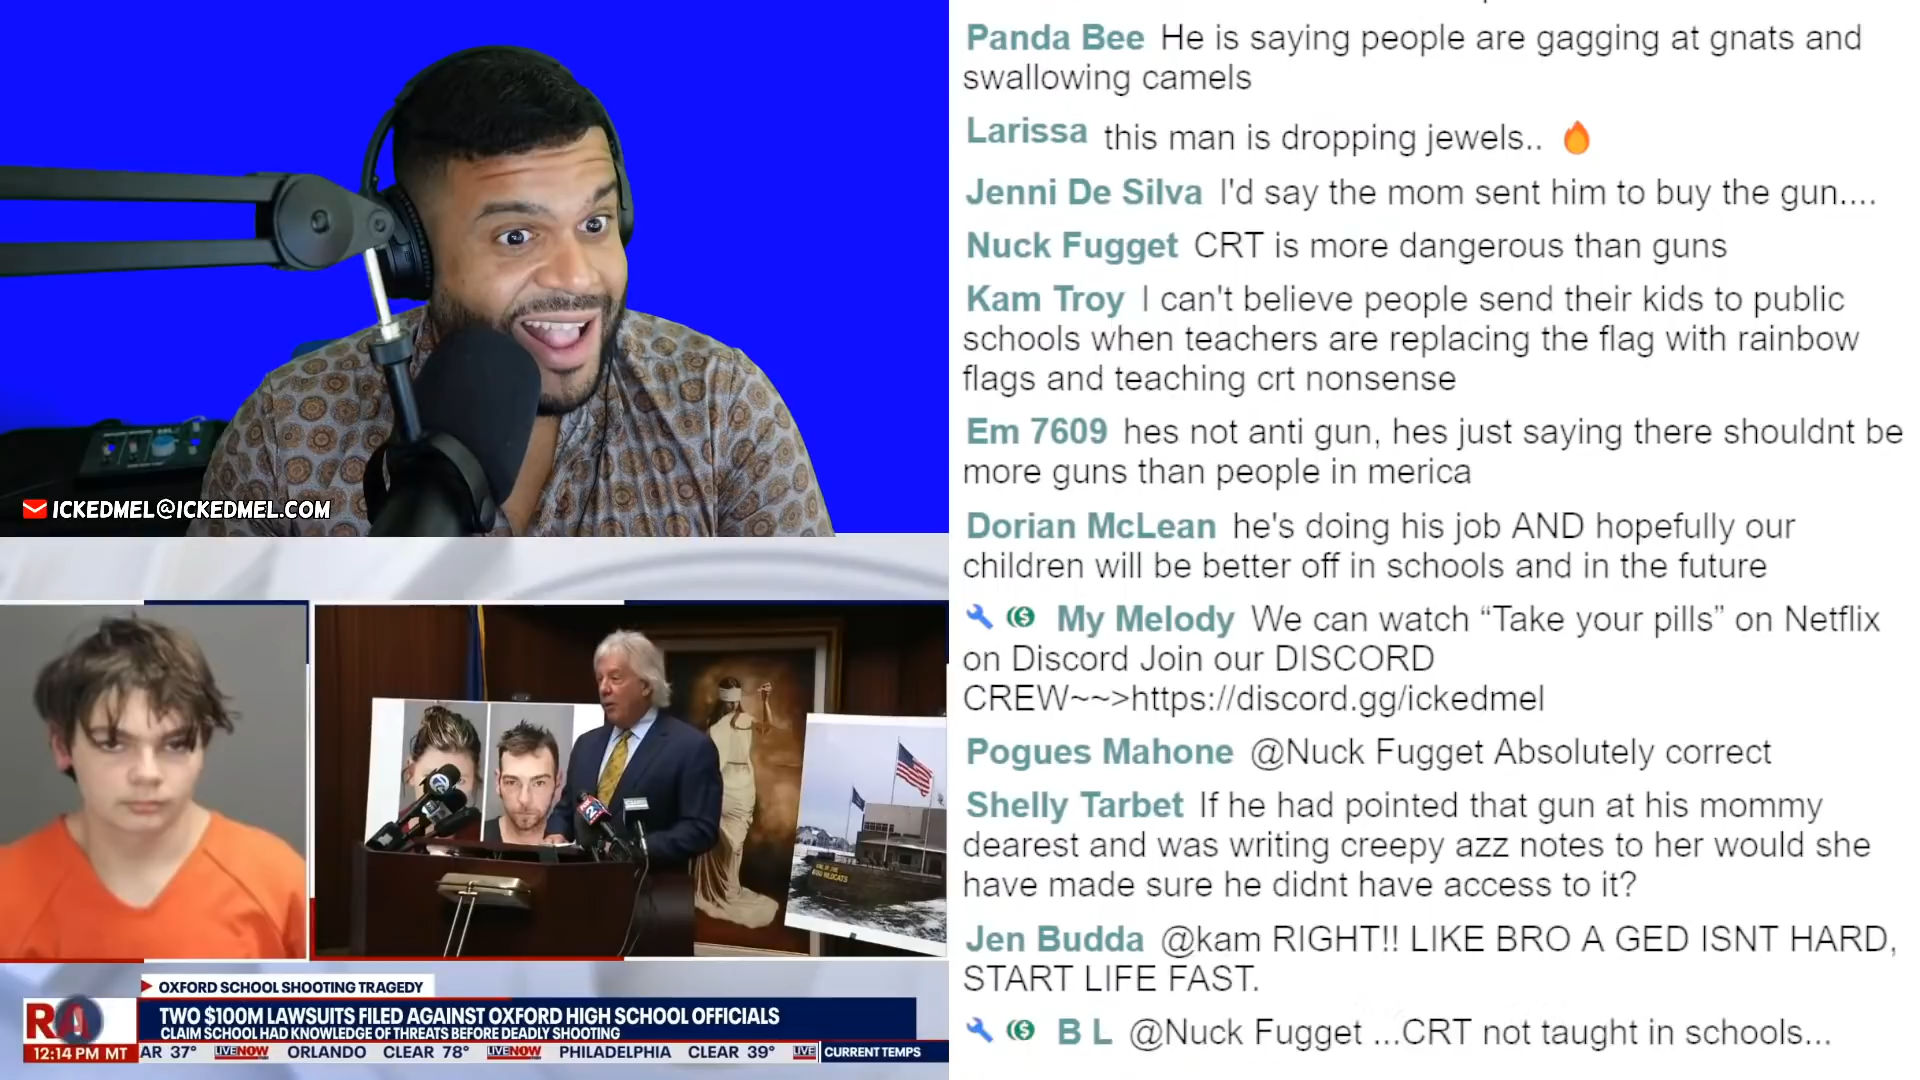 ICKEDMEL@ICKEDMEL.COM
OXFORD SCHOOL SHOOTING TRAGEDY
TWO $100M LAWSUITS FILED AGAINST OXFORD HIGH SCHOOL OFFICIALS
CLAIM SCHOOL HAD KNOWLEDGE OF THREATS BEFORE DEADLY SHOOTING
12:14 PM MT
AR 37° LIVENOW ORLANDO CLEAR 78° LIVENOW PHILADELPHIA CLEAR 39° LIVE CURRENT TEMPS
Panda Bee He is saying people are gagging at gnats and
swallowing camels
Larissa this man is dropping jewels.. 🔥
Jenni De Silva I'd say the mom sent him to buy the gun....
Nuck Fugget CRT is more dangerous than guns
Kam Troy I can't believe people send their kids to public
schools when teachers are replacing the flag with rainbow
flags and teaching crt nonsense
Em 7609 hes not anti gun, hes just saying there shouldnt be
more guns than people in merica
Dorian McLean he's doing his job AND hopefully our
children will be better off in schools and in the future
My Melody We can watch “Take your pills” on Netflix
on Discord Join our DISCORD
CREW~~>https://discord.gg/ickedmel
Pogues Mahone @Nuck Fugget Absolutely correct
Shelly Tarbet If he had pointed that gun at his mommy
dearest and was writing creepy azz notes to her would she
have made sure he didnt have access to it?
Jen Budda @kam RIGHT!! LIKE BRO A GED ISNT HARD,
START LIFE FAST.
B L @Nuck Fugget ...CRT not taught in schools...